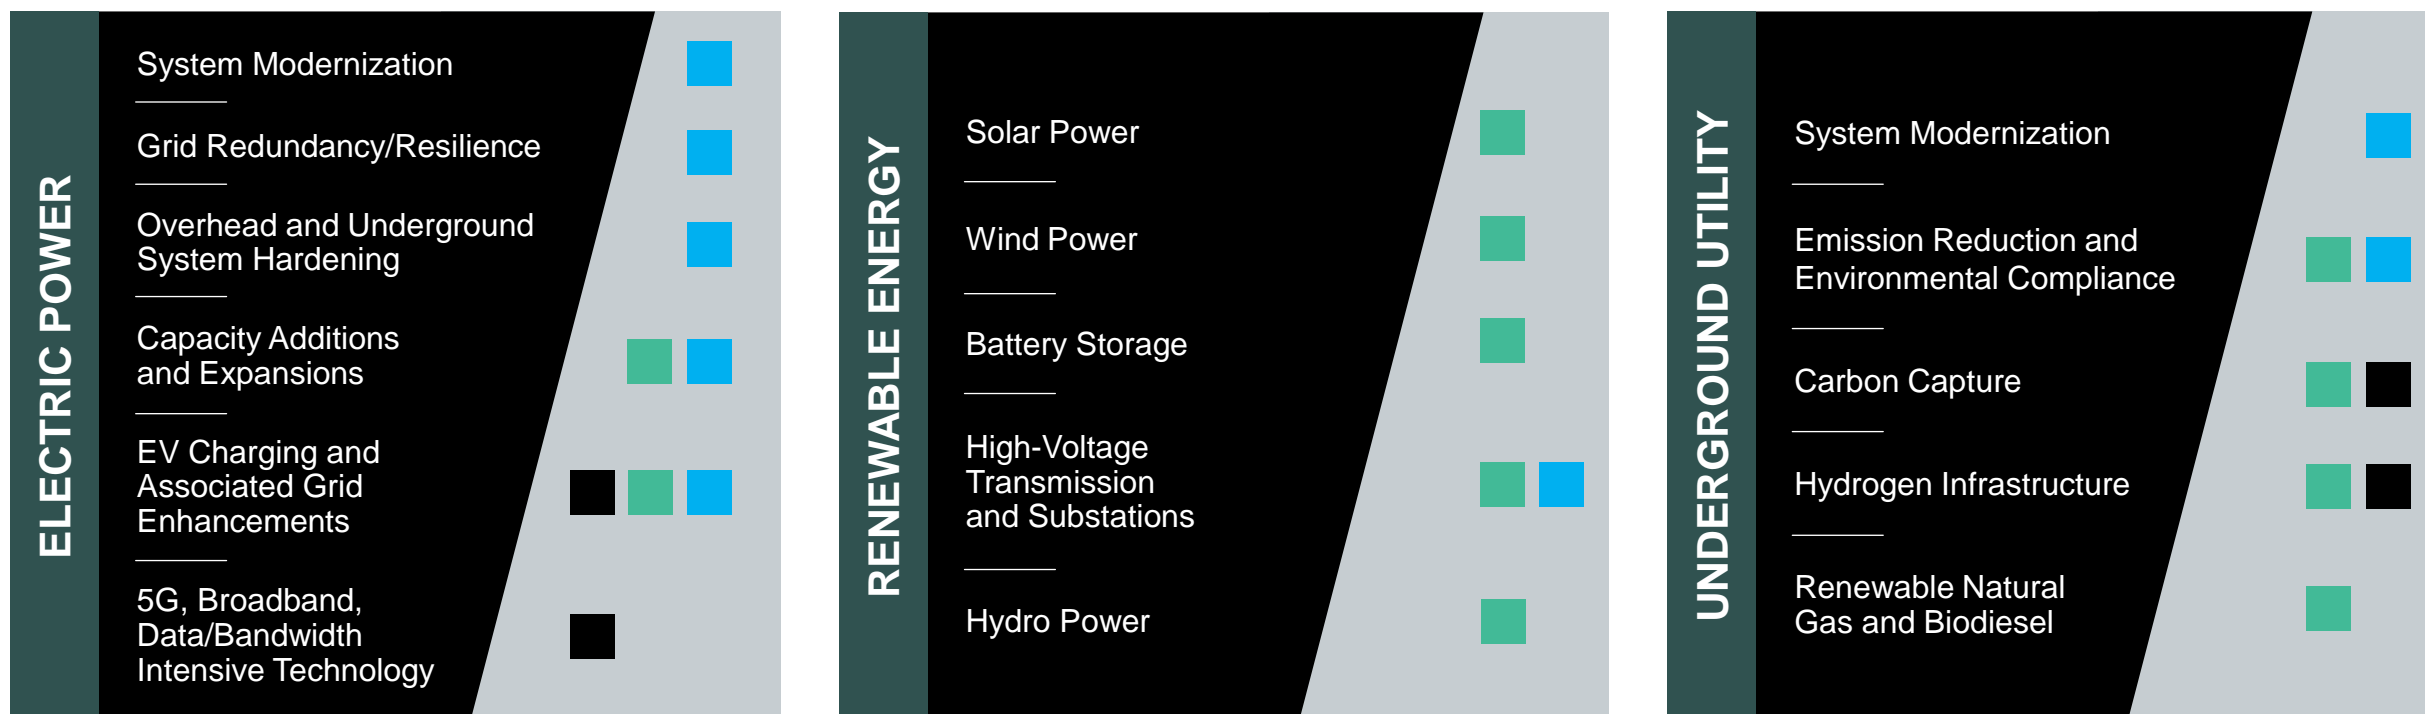 ELECTRIC POWER
System Modernization
Grid Redundancy/Resilience
Overhead and Underground
System Hardening
Capacity Additions
and Expansions
EV Charging and
Associated Grid
Enhancements
5G, Broadband,
Data/Bandwidth
Intensive Technology
RENEWABLE ENERGY
Solar Power
Wind Power
Battery Storage
High-Voltage
Transmission
and Substations
Hydro Power
UNDERGROUND UTILITY
System Modernization
Emission Reduction and
Environmental Compliance
Carbon Capture
Hydrogen Infrastructure
Renewable Natural
Gas and Biodiesel